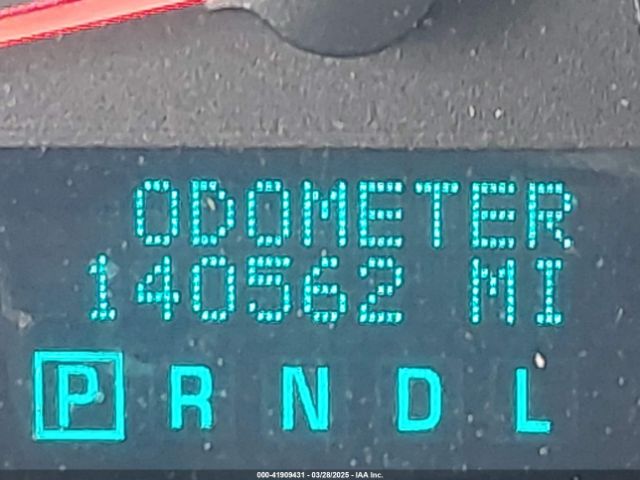 ODOMETER
140562 MI
P R N D L
000-41909431 - 03/28/2025 - IAA Inc.